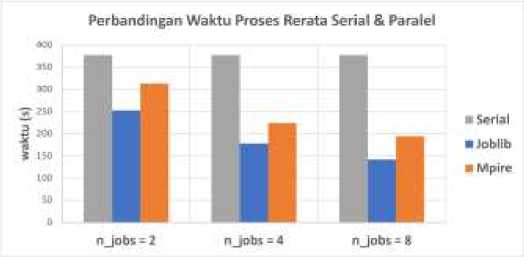 Perbandingan Waktu Proses Rerata Serial & Paralel
400
350
300
250
200
150
100
50
0
waktu (s)
n_jobs = 2
n_jobs = 4
n_jobs = 8
Serial
Joblib
Mpire